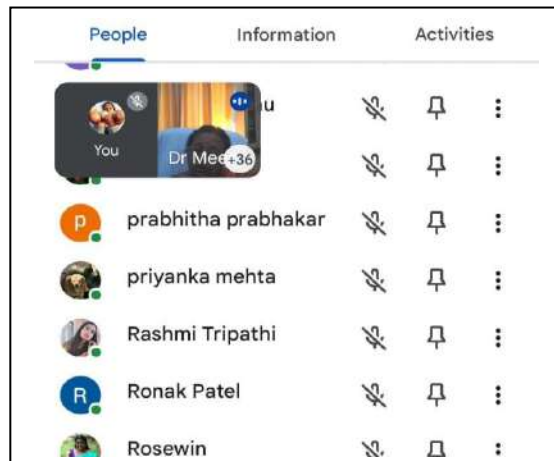 People Information Activities
u
You Dr Mee +36
p prabhitha prabhakar
priyanka mehta
Rashmi Tripathi
R Ronak Patel
Rosewin